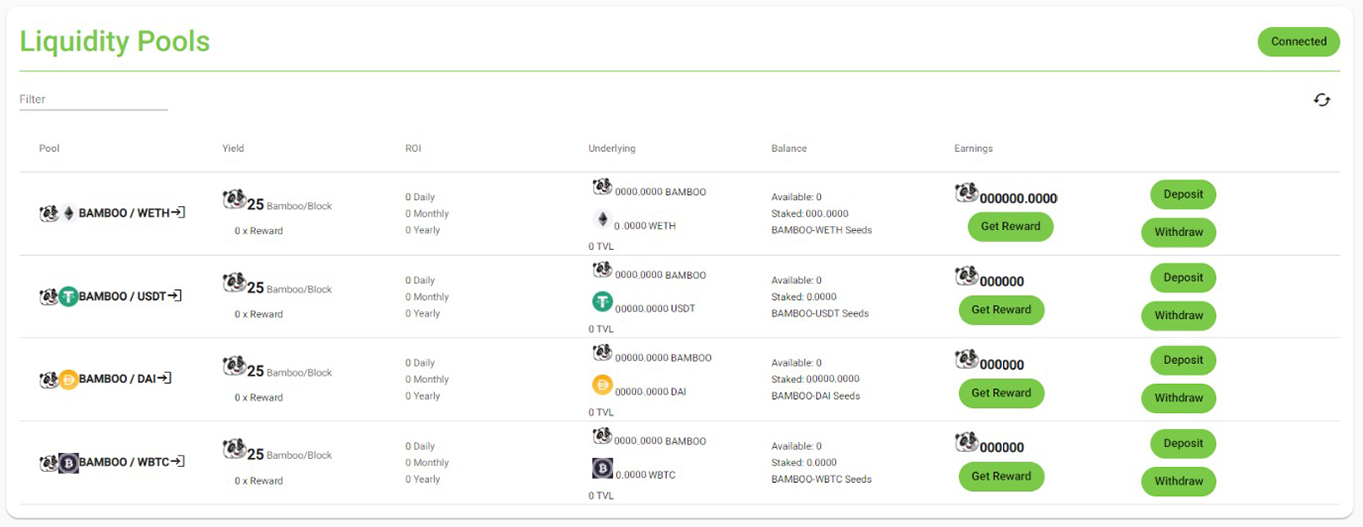 Liquidity Pools
Connected
Filter
Pool Yield ROI Underlying Balance Earnings
BAMBOO / WETH
25 Bamboo/Block
0 x Reward
0 Daily
0 Monthly
0 Yearly
0000.0000 BAMBOO
0.0000 WETH
0 TVL
Available: 0
Staked: 000.0000
BAMBOO-WETH Seeds
000000.0000
Get Reward
Deposit
Withdraw
BAMBOO / USDT
25 Bamboo/Block
0 x Reward
0 Daily
0 Monthly
0 Yearly
0000.0000 BAMBOO
00000.0000 USDT
0 TVL
Available: 0
Staked: 0.0000
BAMBOO-USDT Seeds
000000
Get Reward
Deposit
Withdraw
BAMBOO / DAI
25 Bamboo/Block
0 x Reward
0 Daily
0 Monthly
0 Yearly
00000.0000 BAMBOO
00000.0000 DAI
0 TVL
Available: 0
Staked: 00000.0000
BAMBOO-DAI Seeds
000000
Get Reward
Deposit
Withdraw
BAMBOO / WBTC
25 Bamboo/Block
0 x Reward
0 Daily
0 Monthly
0 Yearly
0000.0000 BAMBOO
0.0000 WBTC
0 TVL
Available: 0
Staked: 0.0000
BAMBOO-WBTC Seeds
000000
Get Reward
Deposit
Withdraw